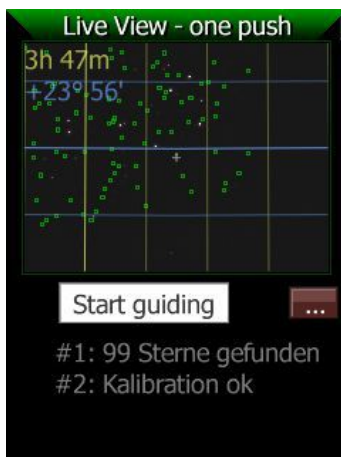 Live View - one push
3h 47m
+23° 56'
Start guiding
...
#1: 99 Sterne gefunden
#2: Kalibration ok